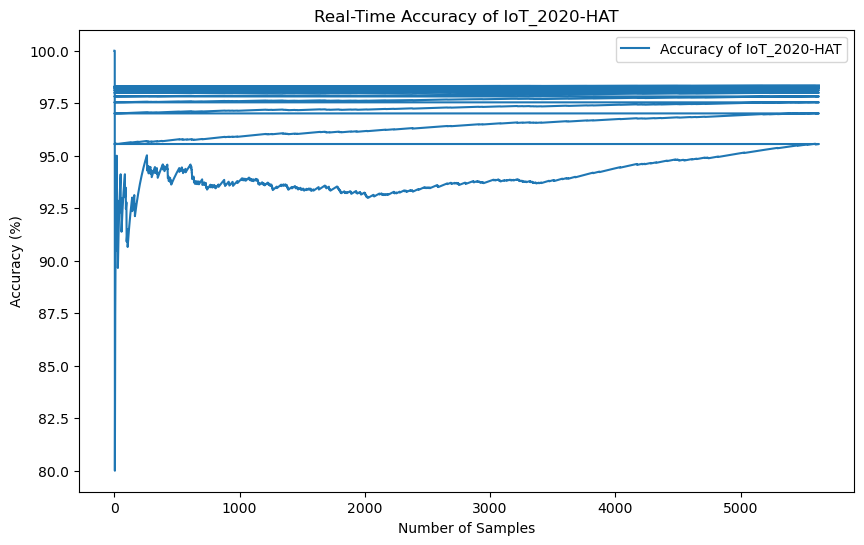 Real-Time Accuracy of IoT_2020-HAT
Accuracy of IoT_2020-HAT
Accuracy (%)
100.0
97.5
95.0
92.5
90.0
87.5
85.0
82.5
80.0
0 1000 2000 3000 4000 5000
Number of Samples